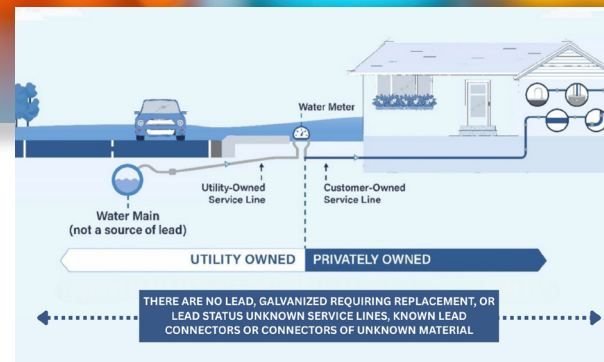 Water Meter
Utility-Owned
Service Line
Customer-Owned
Service Line
Water Main
(not a source of lead)
UTILITY OWNED
PRIVATELY OWNED
THERE ARE NO LEAD, GALVANIZED REQUIRING REPLACEMENT, OR
LEAD STATUS UNKNOWN SERVICE LINES, KNOWN LEAD
CONNECTORS OR CONNECTORS OF UNKNOWN MATERIAL